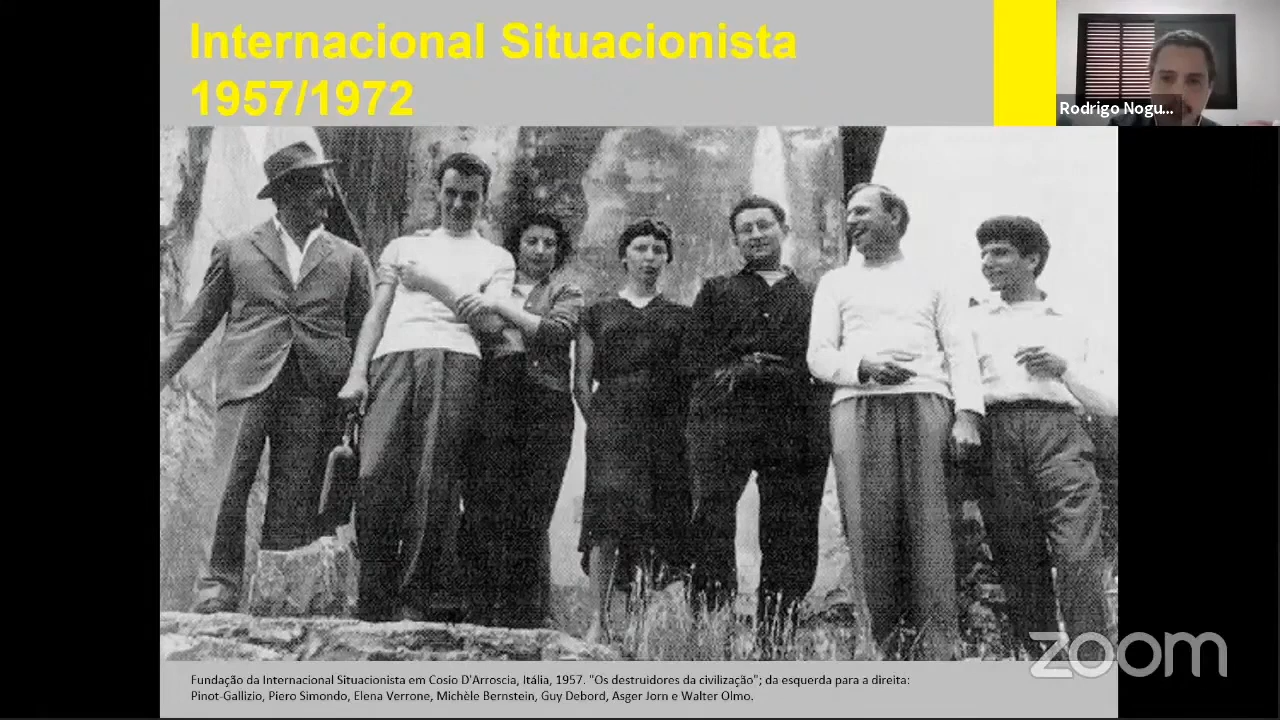 Internacional Situacionista
1957/1972
Rodrigo Nogu...
zoom
Fundação da Internacional Situacionista em Cosio D'Arroscia, Itália, 1957. "Os destruidores da civilização"; da esquerda para a direita:
Pinot-Gallizio, Piero Simondo, Elena Verrone, Michèle Bernstein, Guy Debord, Asger Jorn e Walter Olmo.